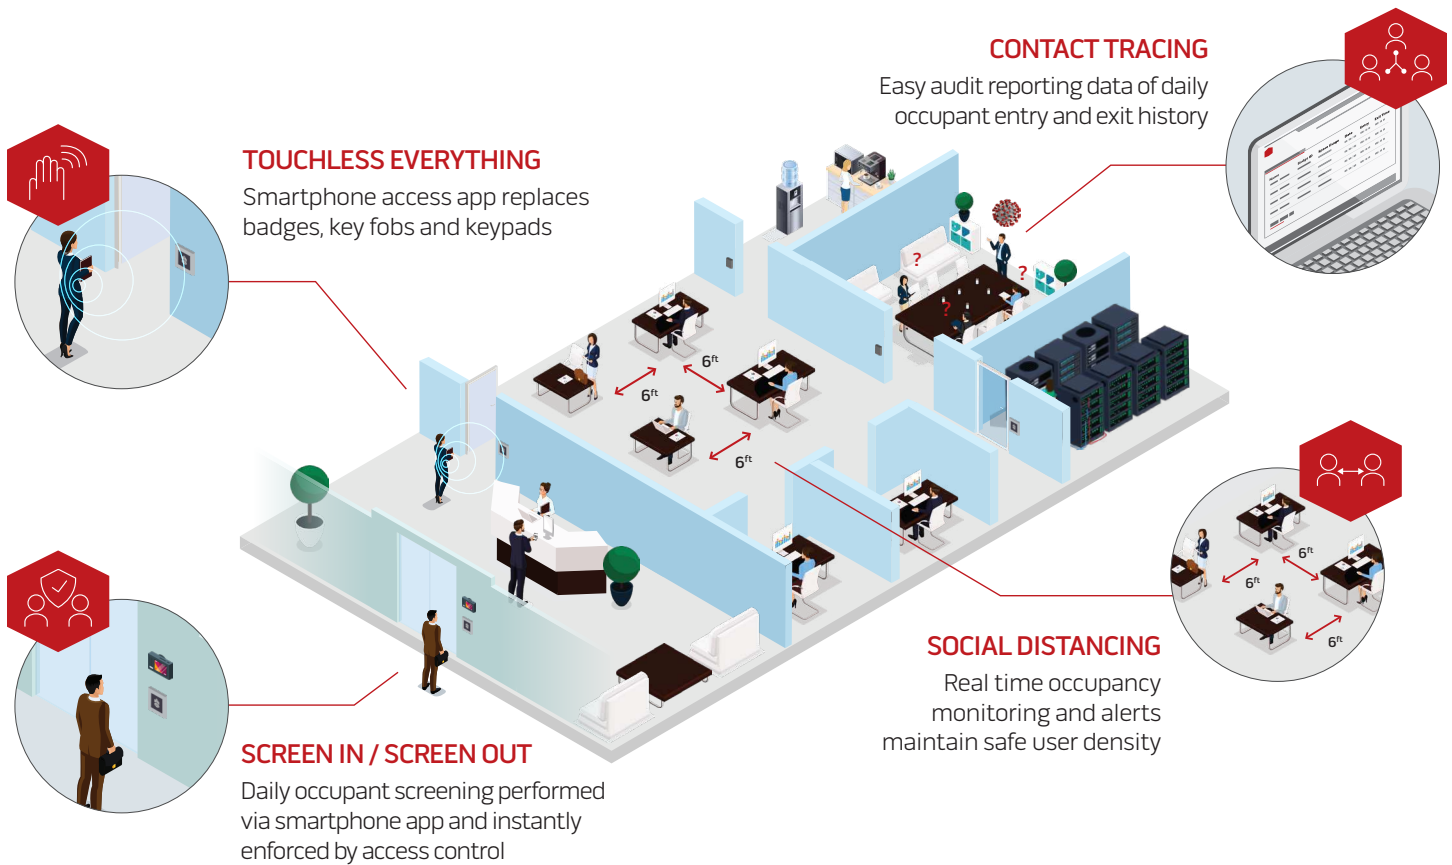 CONTACT TRACING
Easy audit reporting data of daily
occupant entry and exit history
TOUCHLESS EVERYTHING
Smartphone access app replaces
badges, key fobs and keypads
?
?
?
6ft
6ft
6ft
6ft
6ft
6ft
SOCIAL DISTANCING
Real time occupancy
monitoring and alerts
maintain safe user density
SCREEN IN / SCREEN OUT
Daily occupant screening performed
via smartphone app and instantly
enforced by access control